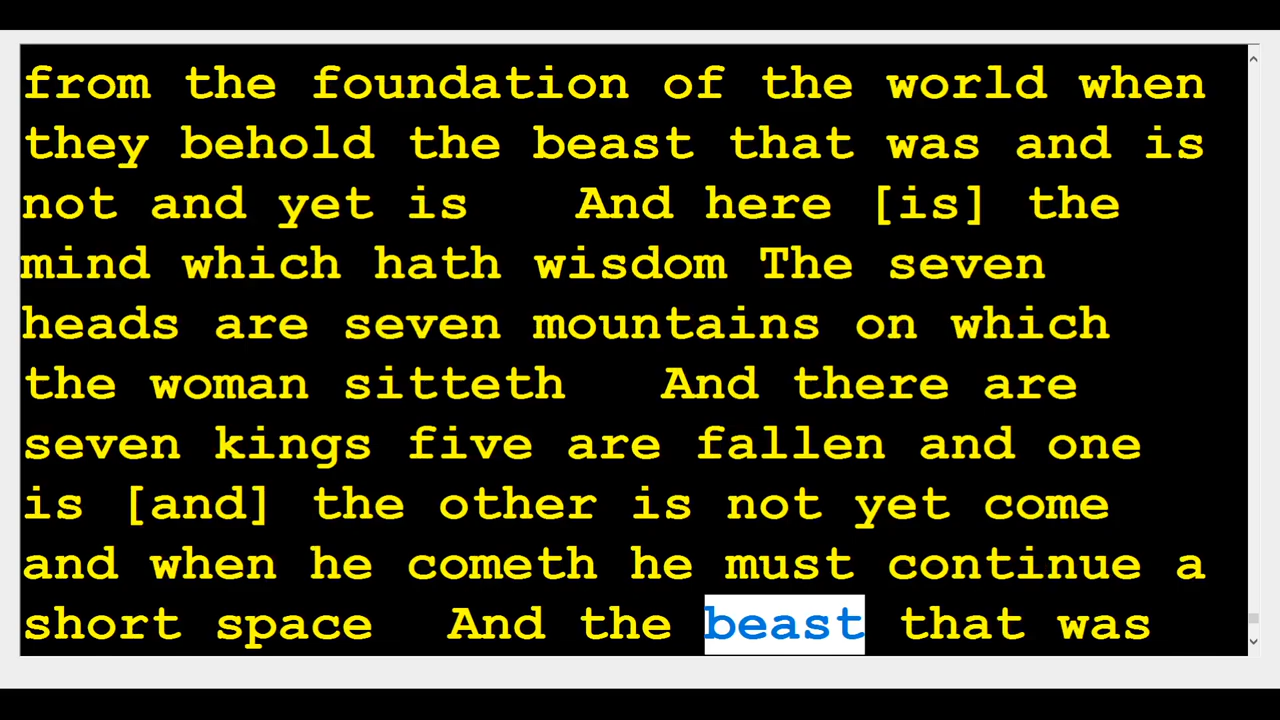 from the foundation of the world when
they behold the beast that was and is
not and yet is   And here [is] the
mind which hath wisdom The seven
heads are seven mountains on which
the woman sitteth   And there are
seven kings five are fallen and one
is [and] the other is not yet come
and when he cometh he must continue a
short space  And the beast that was